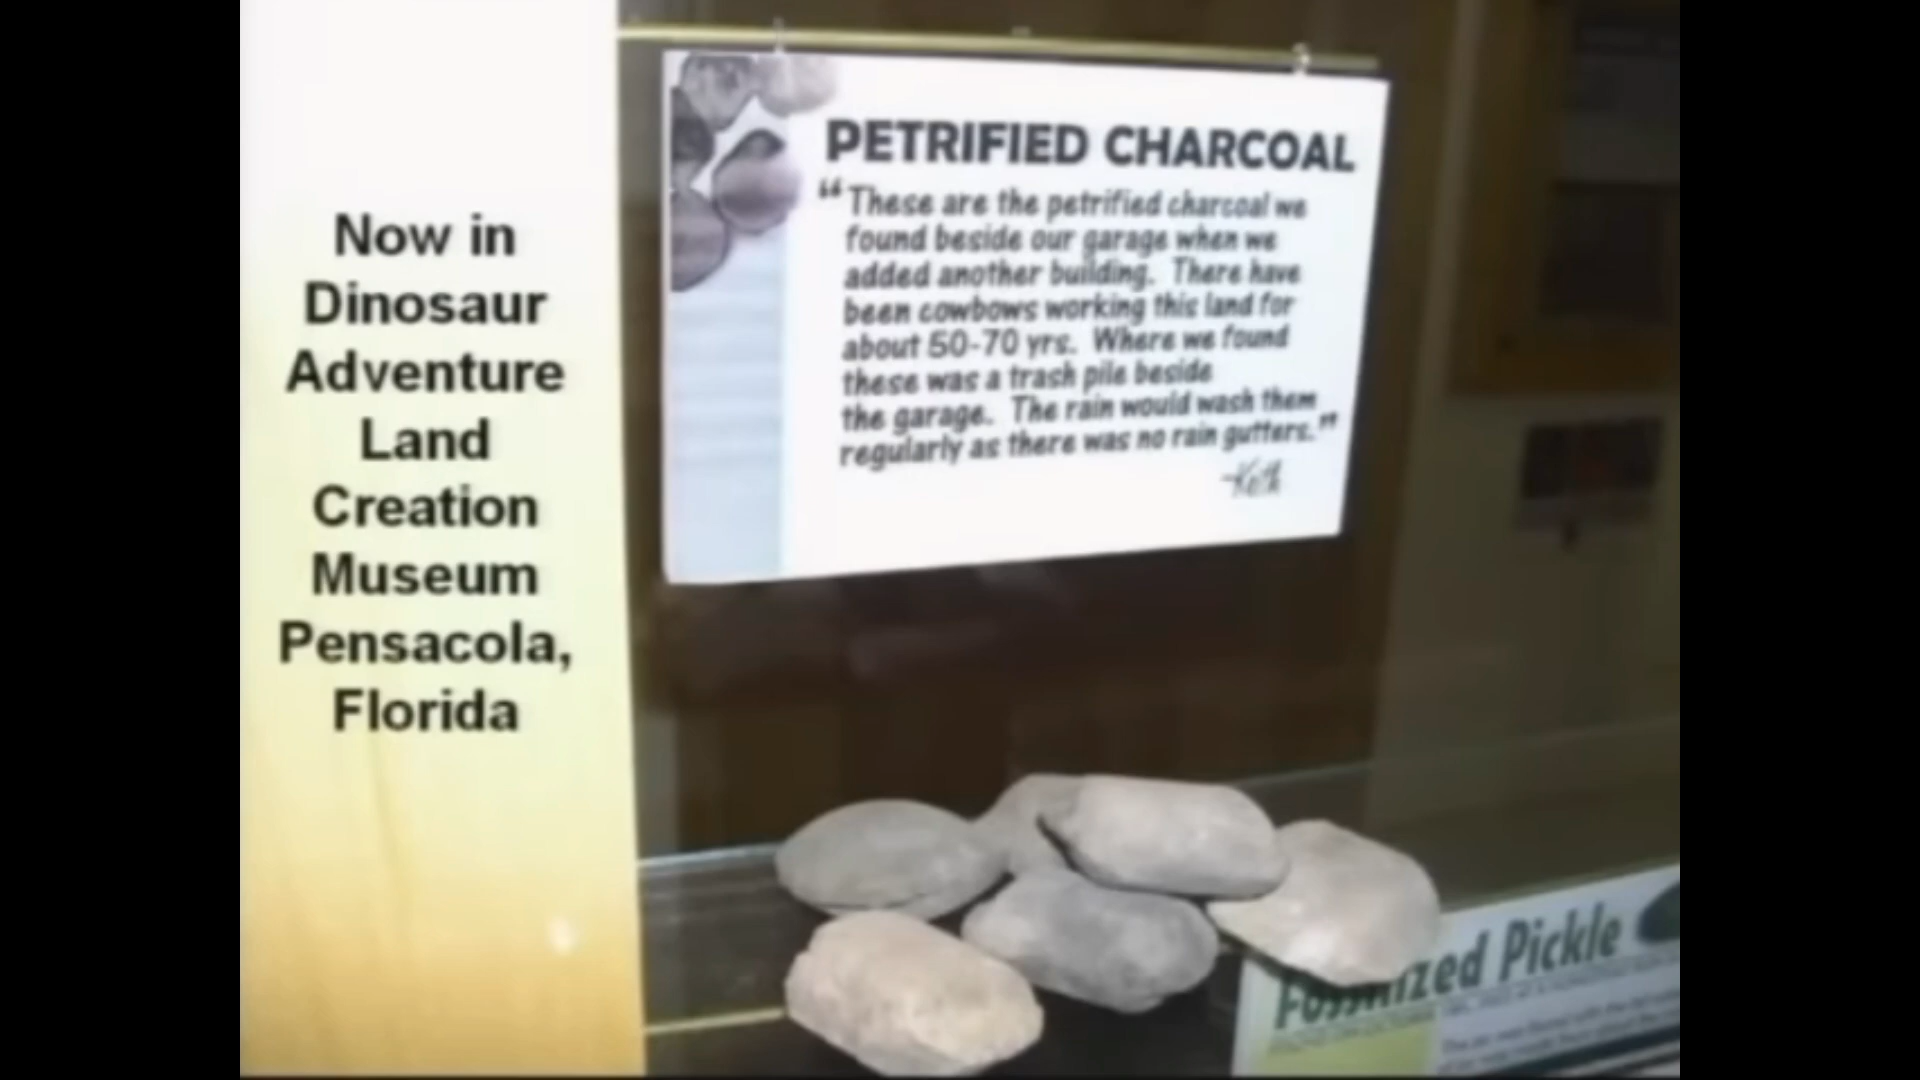 Now in
Dinosaur
Adventure
Land
Creation
Museum
Pensacola,
Florida
PETRIFIED CHARCOAL
“These are the petrified charcoal we
found beside our garage when we
added another building. There have
been cowbows working this land for
about 50-70 yrs. Where we found
these was a trash pile beside
the garage. The rain would wash them
regularly as there was no rain gutters.”
-Keith
Fossilized Pickle